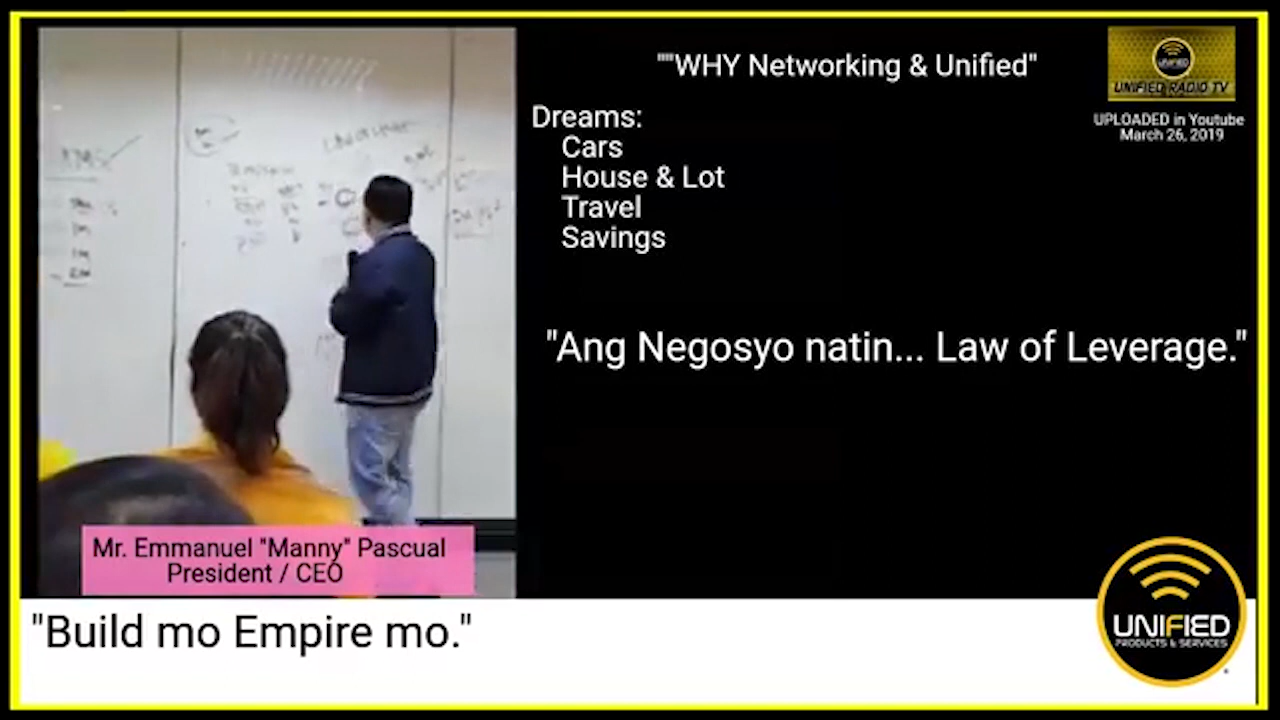 ""WHY Networking & Unified"
UNIFIED
UNIFIED RADIO TV
UPLOADED in Youtube
March 26, 2019
Dreams:
Cars
House & Lot
Travel
Savings
"Ang Negosyo natin... Law of Leverage."
Mr. Emmanuel "Manny" Pascual
President / CEO
"Build mo Empire mo."
UNIFIED
PRODUCTS & SERVICES